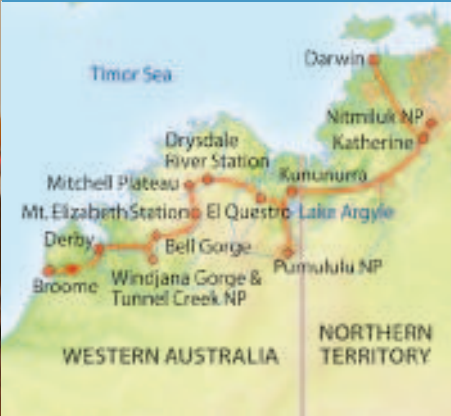 Darwin
Timor Sea
Nitmiluk NP
Katherine
Drysdale
River Station
Kununurra
Mitchell Plateau
Mt. Elizabeth Station
El Questro
Lake Argyle
Derby
Bell Gorge
Purnululu NP
Broome
Windjana Gorge &
Tunnel Creek NP
NORTHERN
TERRITORY
WESTERN AUSTRALIA